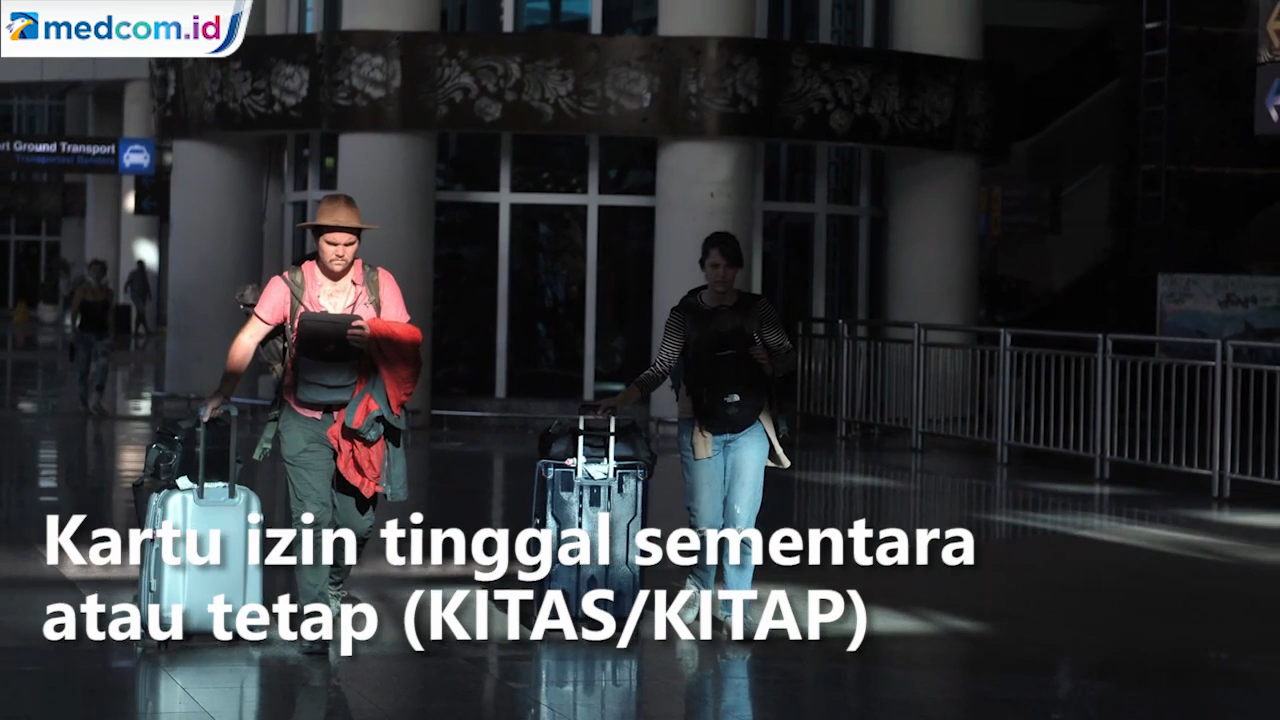 medcom.id
rt Ground Transport
Kartu izin tinggal sementara
atau tetap (KITAS/KITAP)